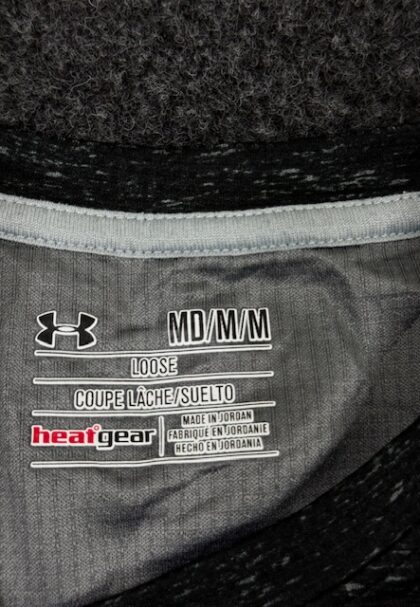 MD/M/M
LOOSE
COUPE LÂCHE/SUELTO
heatgear
MADE IN JORDAN
FABRIQUÉ EN JORDANIE
HECHO EN JORDANIA